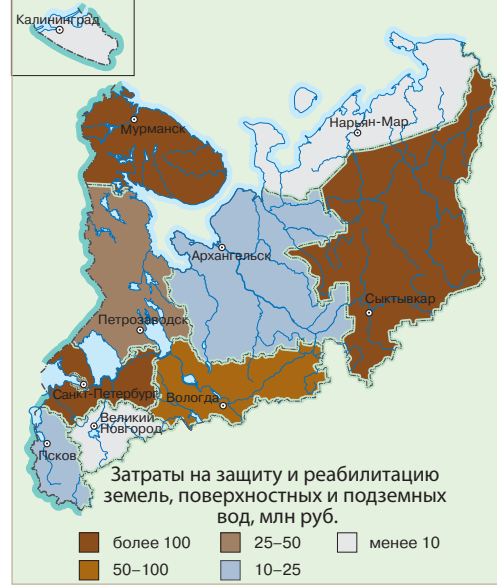 Калининград
Мурманск
Нарьян-Мар
Архангельск
Сыктывкар
Петрозаводск
Санкт-Петербург
Вологда
Великий
Новгород
Псков
Затраты на защиту и реабилитацию
земель, поверхностных и подземных
вод, млн руб.
более 100
25–50
менее 10
50–100
10–25